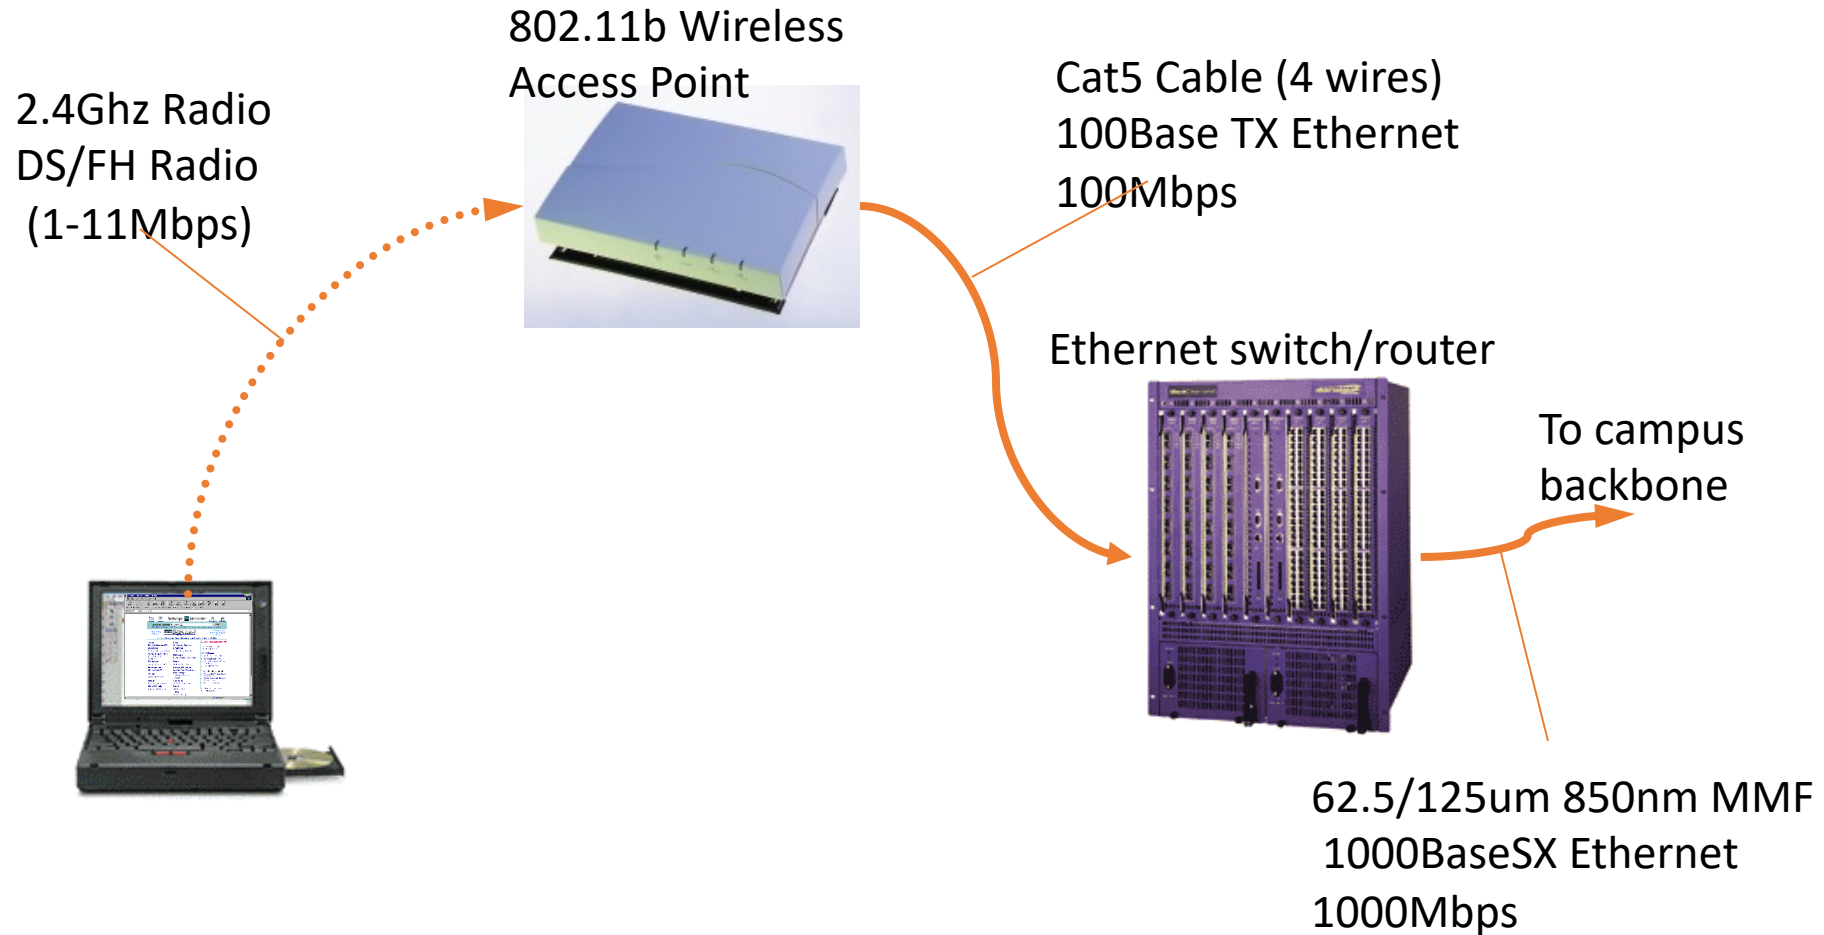 802.11b Wireless
Access Point
2.4Ghz Radio
DS/FH Radio
(1-11Mbps)
Cat5 Cable (4 wires)
100Base TX Ethernet
100Mbps
Ethernet switch/router
To campus
backbone
62.5/125um 850nm MMF
1000BaseSX Ethernet
1000Mbps